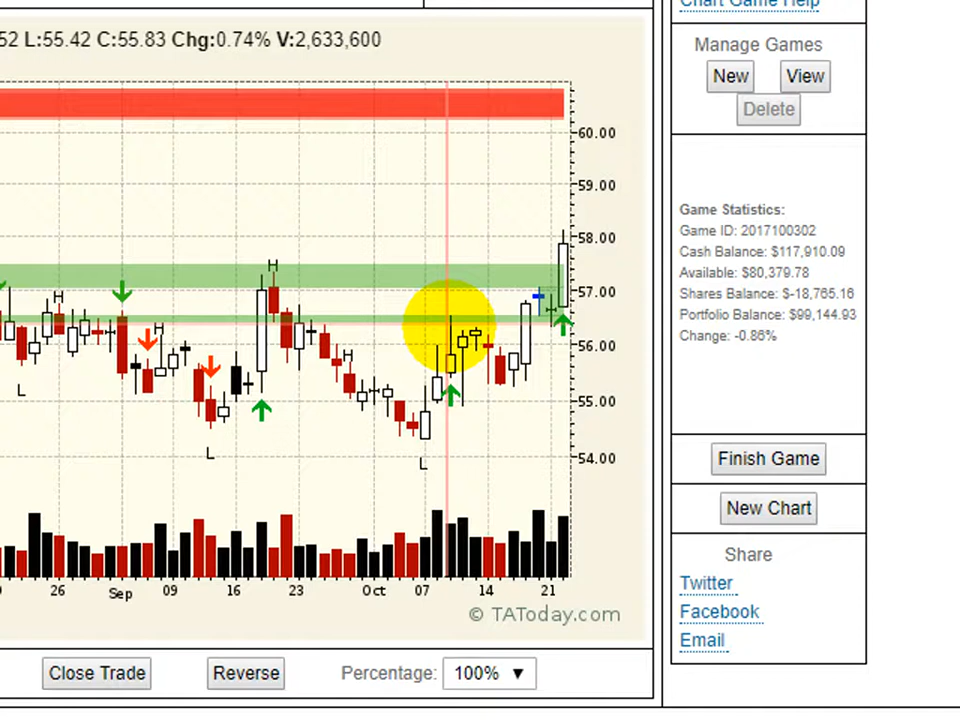 Chart Game Help
52 L:55.42 C:55.83 Chg:0.74% V:2,633,600
Manage Games
New View
Delete
60.00
59.00
58.00
57.00
56.00
55.00
54.00
H
H
H
H
L
L
L
Game Statistics:
Game ID: 2017100302
Cash Balance: $117,910.09
Available: $80,379.78
Shares Balance: $-18,765.16
Portfolio Balance: $99,144.93
Change: -0.86%
26 Sep 09 16 23 Oct 07 14 21
© TAToday.com
Finish Game
New Chart
Share
Twitter
Facebook
Email
Close Trade Reverse Percentage: 100% ▼